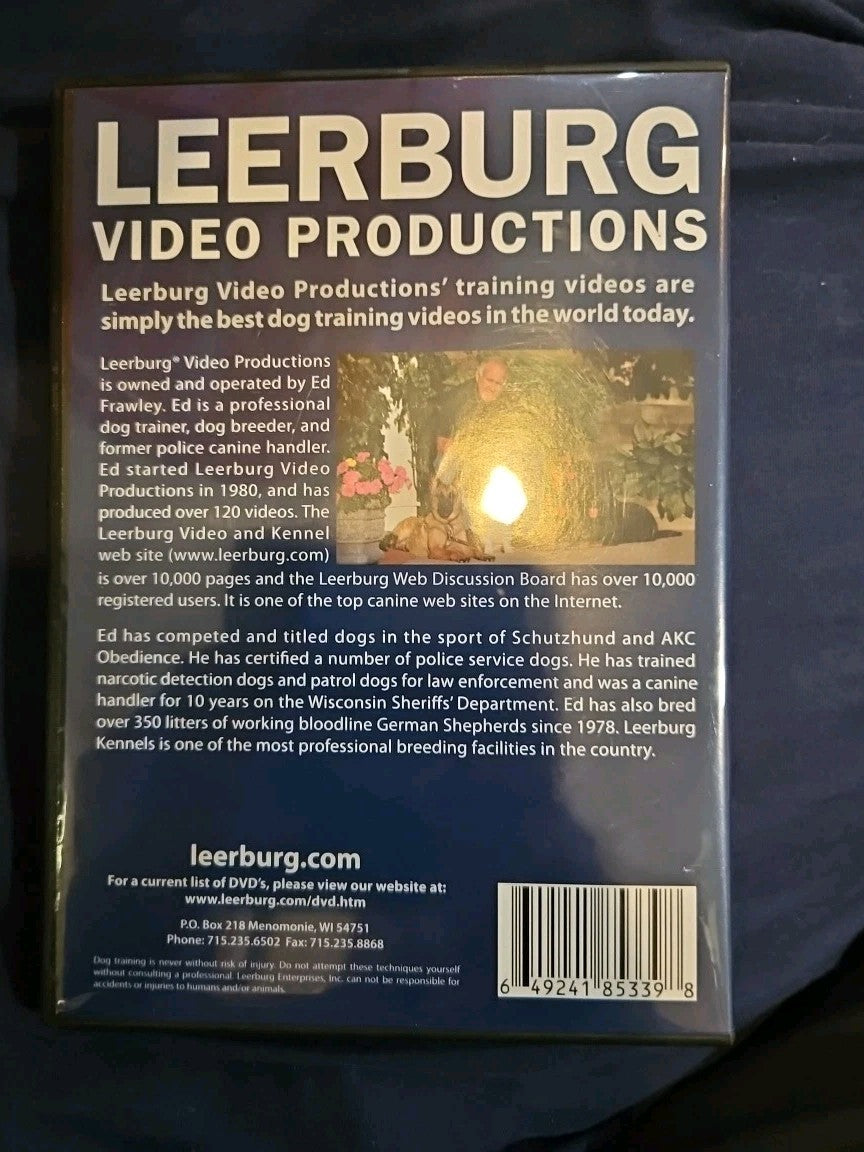 LEERBURG
VIDEO PRODUCTIONS
Leerburg Video Productions' training videos are
simply the best dog training videos in the world today.
Leerburg® Video Productions
is owned and operated by Ed
Frawley. Ed is a professional
dog trainer, dog breeder, and
former police canine handler.
Ed started Leerburg Video
Productions in 1980, and has
produced over 120 videos. The
Leerburg Video and Kennel
web site (www.leerburg.com)
is over 10,000 pages and the Leerburg Web Discussion Board has over 10,000
registered users. It is one of the top canine web sites on the Internet.
Ed has competed and titled dogs in the sport of Schutzhund and AKC
Obedience. He has certified a number of police service dogs. He has trained
narcotic detection dogs and patrol dogs for law enforcement and was a canine
handler for 10 years on the Wisconsin Sheriffs' Department. Ed has also bred
over 350 litters of working bloodline German Shepherds since 1978. Leerburg
Kennels is one of the most professional breeding facilities in the country.
leerburg.com
For a current list of DVD's, please view our website at:
www.leerburg.com/dvd.htm
P.O. Box 218 Menomonie, WI 54751
Phone: 715.235.6502 Fax: 715.235.8868
Dog training is never without risk of injury. Do not attempt these techniques yourself
without consulting a professional. Leerburg Enterprises, Inc. can not be responsible for
accidents or injuries to humans and/or animals.
6 49241 85339 8